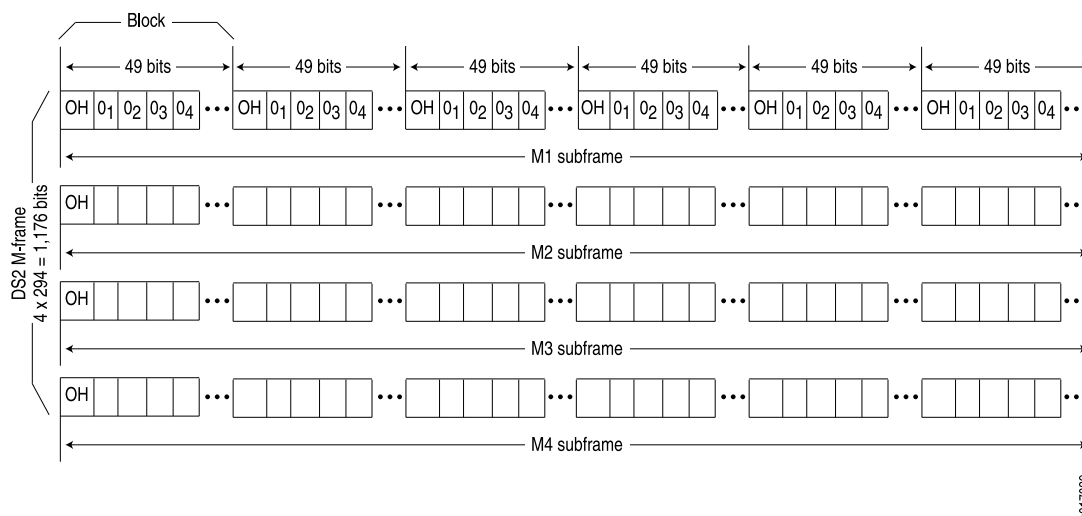 Block
49 bits 49 bits 49 bits 49 bits 49 bits 49 bits
OH 0₁ 0₂ 0₃ 0₄ ••• OH 0₁ 0₂ 0₃ 0₄ ••• OH 0₁ 0₂ 0₃ 0₄ ••• OH 0₁ 0₂ 0₃ 0₄ ••• OH 0₁ 0₂ 0₃ 0₄ ••• OH 0₁ 0₂ 0₃ 0₄ ••
M1 subframe
OH ••• ••• ••• ••• ••• ••
M2 subframe
DS2 M-frame
4 x 294 = 1,176 bits
OH ••• ••• ••• ••• ••• ••
M3 subframe
OH ••• ••• ••• ••• ••• ••
M4 subframe